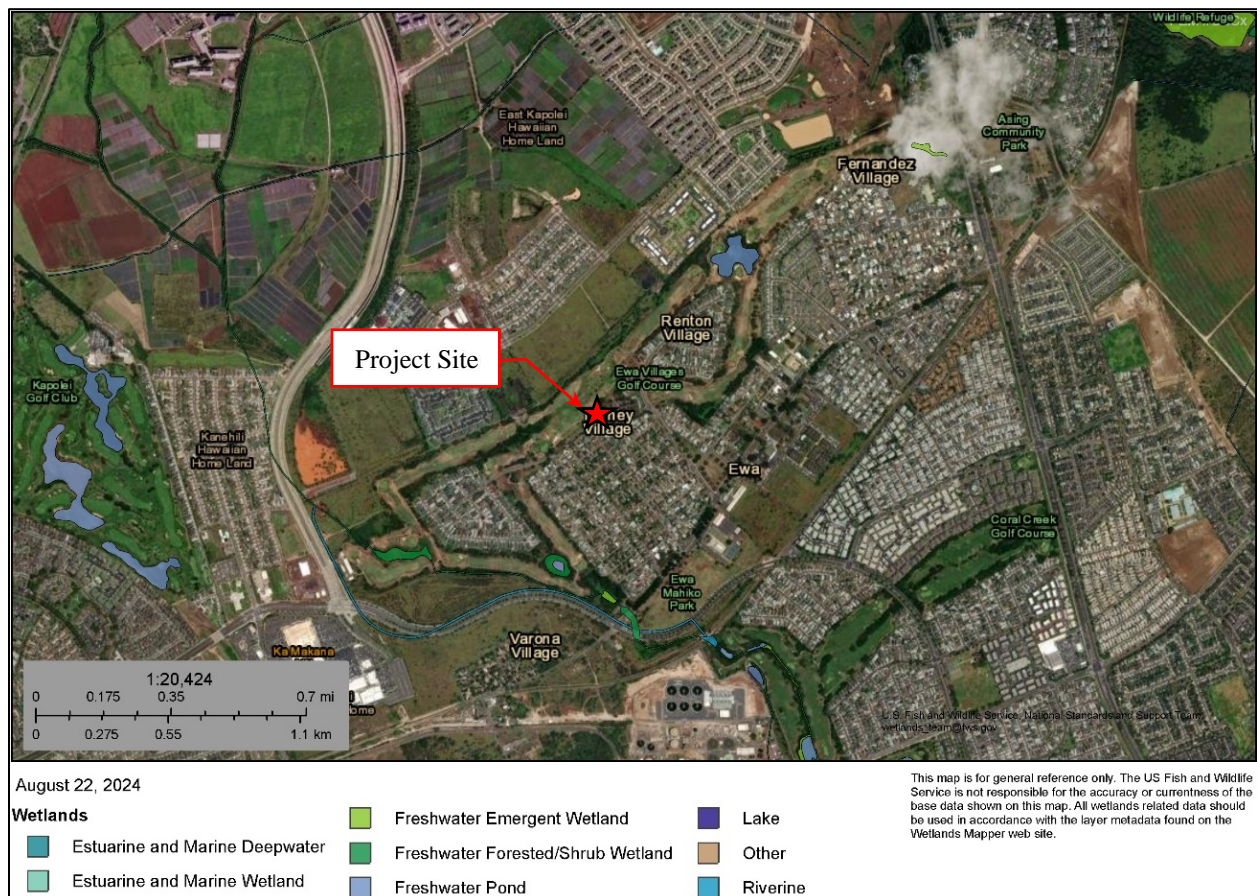 Wildlife Refuge
East Kapolei
Hawaiian
Home Land
Asing
Community
Park
Fernandez
Village
Renton
Village
Project Site
Ewa Villages
Golf Course
Kapolei
Golf Club
Village
Kanehili
Hawaiian
Home Land
Ewa
Coral Creek
Golf Course
Ewa
Mahiko
Park
Varona
Village
Ka Makana
1:20,424
0 0.175 0.35 0.7 mi
0 0.275 0.55 1.1 km
U.S. Fish and Wildlife Service, National Standards and Support Team,
wetlands_team@fws.gov
August 22, 2024
This map is for general reference only. The US Fish and Wildlife
Service is not responsible for the accuracy or currentness of the
base data shown on this map. All wetlands related data should
be used in accordance with the layer metadata found on the
Wetlands Mapper web site.
Wetlands
Estuarine and Marine Deepwater
Estuarine and Marine Wetland
Freshwater Emergent Wetland
Freshwater Forested/Shrub Wetland
Freshwater Pond
Lake
Other
Riverine